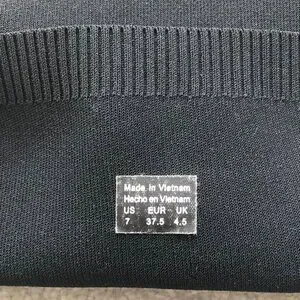 Made in Vietnam
Hecho en Vietnam
US EUR UK
7 37.5 4.5